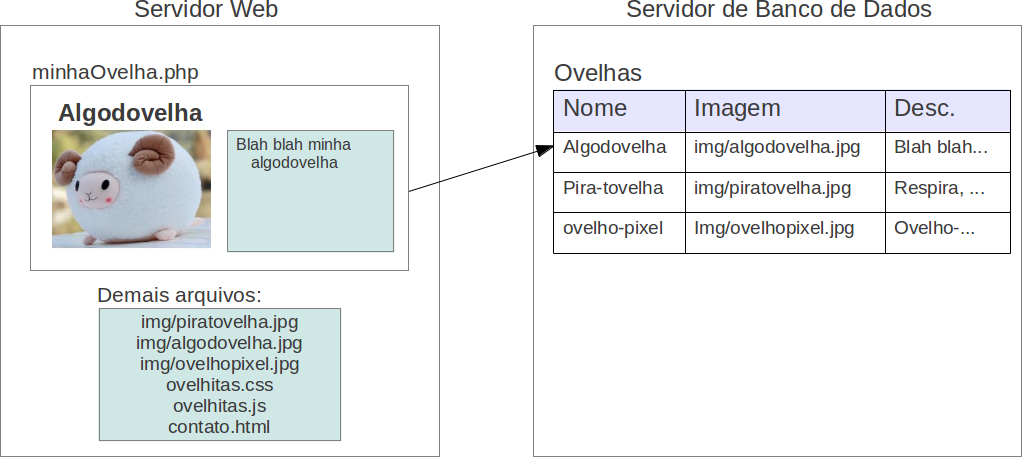 Servidor Web
minhaOvelha.php
Algodovelha
Blah blah minha
algodovelha
Demais arquivos:
img/piratovelha.jpg
img/algodovelha.jpg
img/ovelhopixel.jpg
ovelhitas.css
ovelhitas.js
contato.html
Servidor de Banco de Dados
Ovelhas
Nome Imagem Desc.
Algodovelha img/algodovelha.jpg Blah blah...
Pira-tovelha img/piratovelha.jpg Respira, ...
ovelho-pixel Img/ovelhopixel.jpg Ovelho-...